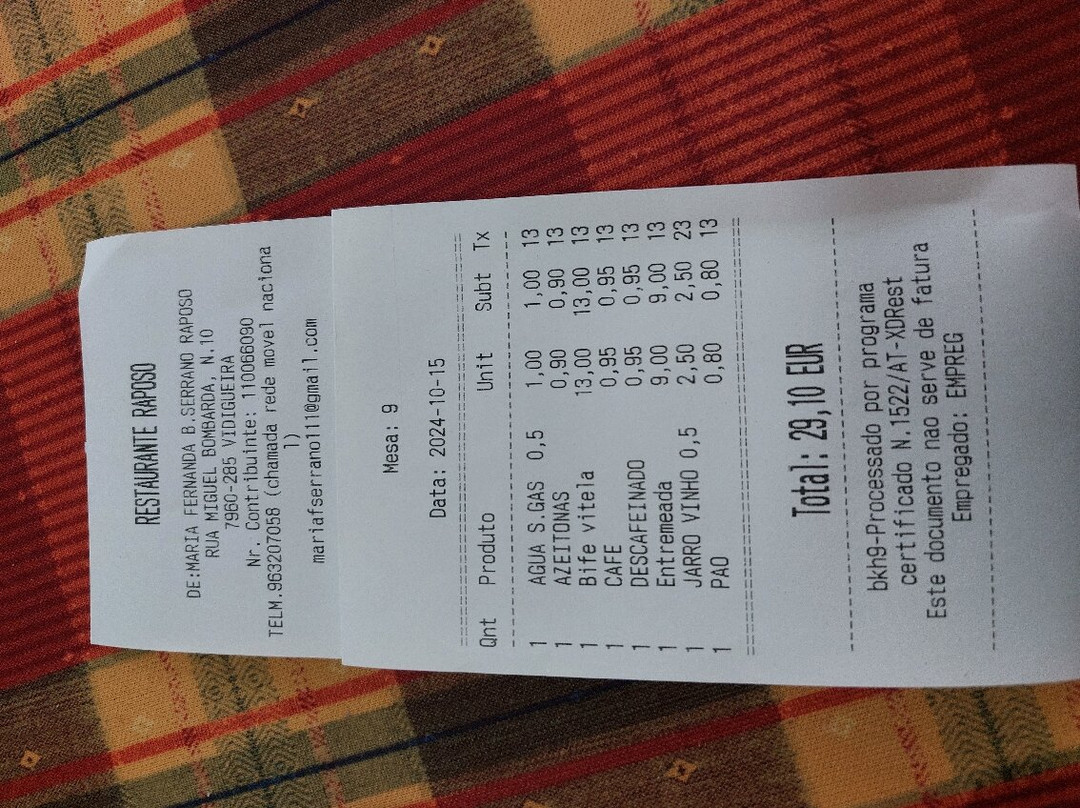 RESTAURANTE RAPOSO
DE:MARIA FERNANDA B.SERRANO RAPOSO
RUA MIGUEL BOMBARDA, N.10
7960-285 VIDIGUEIRA
Nr. Contribuinte: 110066090
TELM.963207058 (chamada rede movel naciona
l)
mariafserrano111@gmail.com
Mesa: 9
Data: 2024-10-15
Qnt Produto Unit Subt Tx
1 AGUA S.GAS 0,5 1,00 1,00 13
1 AZEITONAS 0,90 0,90 13
1 Bife vitela 13,00 13,00 13
1 CAFE 0,95 0,95 13
1 DESCAFEINADO 0,95 0,95 13
1 Entremeada 9,00 9,00 13
1 JARRO VINHO 0,5 2,50 2,50 23
1 PAO 0,80 0,80 13
Total: 29,10 EUR
bkh9-Processado por programa
certificado N.1522/AT-XDRest
Este documento nao serve de fatura
Empregado: EMPREG